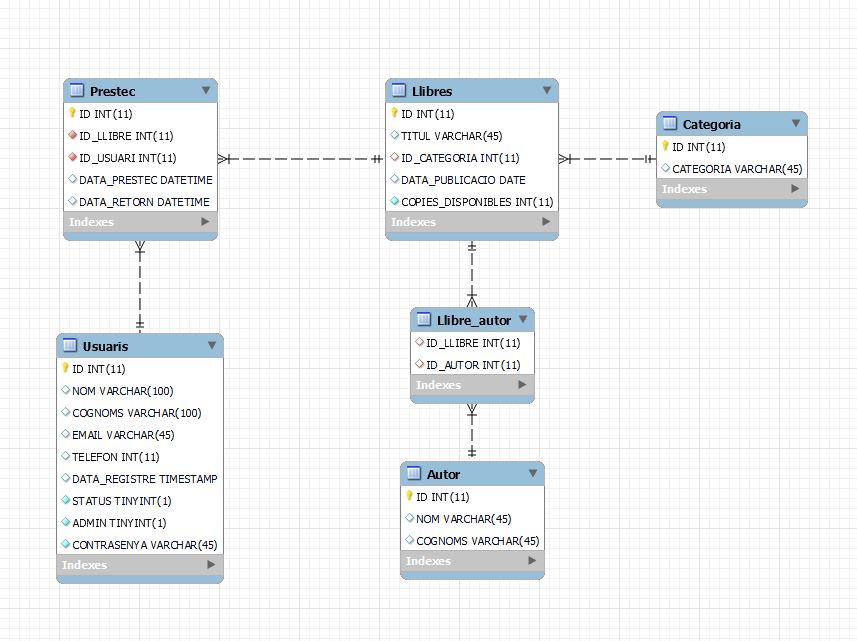 Prestec
ID INT(11)
ID_LLIBRE INT(11)
ID_USUARI INT(11)
DATA_PRESTEC DATETIME
DATA_RETORN DATETIME
Indexes
Llibres
ID INT(11)
TITUL VARCHAR(45)
ID_CATEGORIA INT(11)
DATA_PUBLICACIO DATE
COPIES_DISPONIBLES INT(11)
Indexes
Categoria
ID INT(11)
CATEGORIA VARCHAR(45)
Indexes
Usuaris
ID INT(11)
NOM VARCHAR(100)
COGNOMS VARCHAR(100)
EMAIL VARCHAR(45)
TELEFON INT(11)
DATA_REGISTRE TIMESTAMP
STATUS TINYINT(1)
ADMIN TINYINT(1)
CONTRASENYA VARCHAR(45)
Indexes
Llibre_autor
ID_LLIBRE INT(11)
ID_AUTOR INT(11)
Indexes
Autor
ID INT(11)
NOM VARCHAR(45)
COGNOMS VARCHAR(45)
Indexes